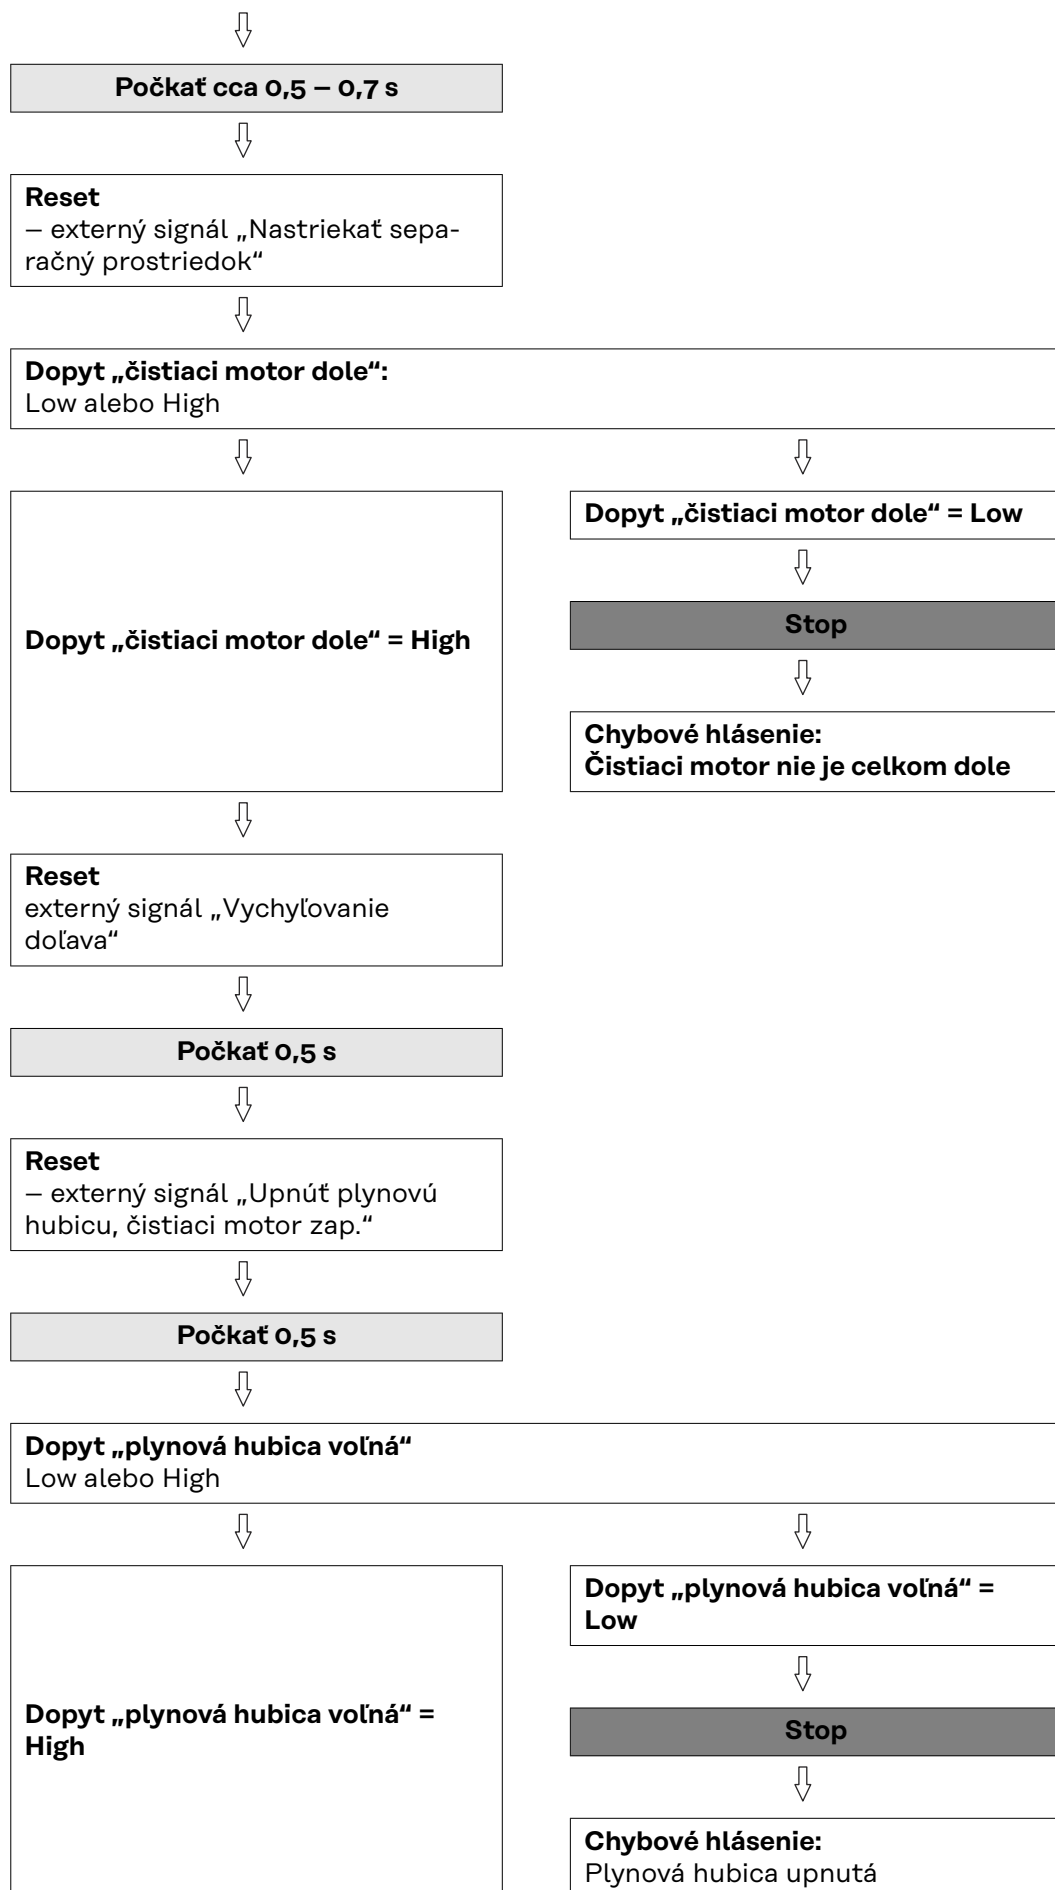 Počkať cca 0,5 – 0,7 s
Reset
– externý signál „Nastriekať sepa-
račný prostriedok“
Dopyt „čistiaci motor dole“:
Low alebo High
Dopyt „čistiaci motor dole“ = High
Dopyt „čistiaci motor dole“ = Low
Stop
Chybové hlásenie:
Čistiaci motor nie je celkom dole
Reset
externý signál „Vychyľovanie
doľava“
Počkať 0,5 s
Reset
– externý signál „Upnúť plynovú
hubicu, čistiaci motor zap.“
Počkať 0,5 s
Dopyt „plynová hubica voľná“
Low alebo High
Dopyt „plynová hubica voľná“ =
High
Dopyt „plynová hubica voľná“ =
Low
Stop
Chybové hlásenie:
Plynová hubica upnutá